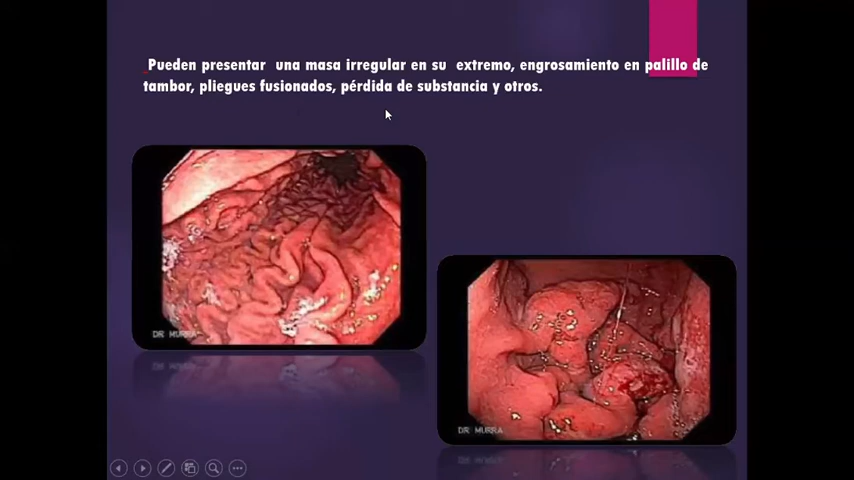 Pueden presentar una masa irregular en su extremo, engrosamiento en palillo de
tambor, pliegues fusionados, pérdida de substancia y otros.
DR MURRA
DR MURRA